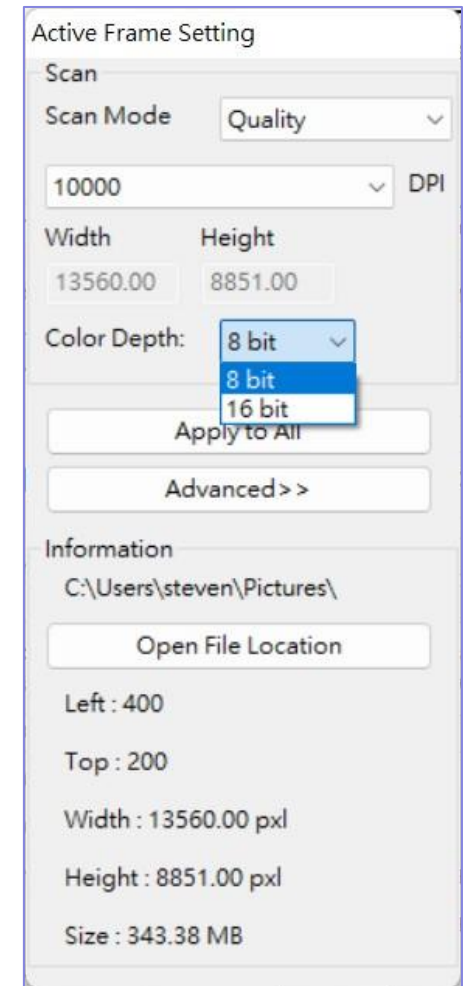 Active Frame Setting
Scan
Scan Mode Quality
10000 DPI
Width Height
13560.00 8851.00
Color Depth: 8 bit
8 bit
16 bit
Apply to All
Advanced>>
Information
C:\Users\steven\Pictures\
Open File Location
Left : 400
Top : 200
Width : 13560.00 pxl
Height : 8851.00 pxl
Size : 343.38 MB